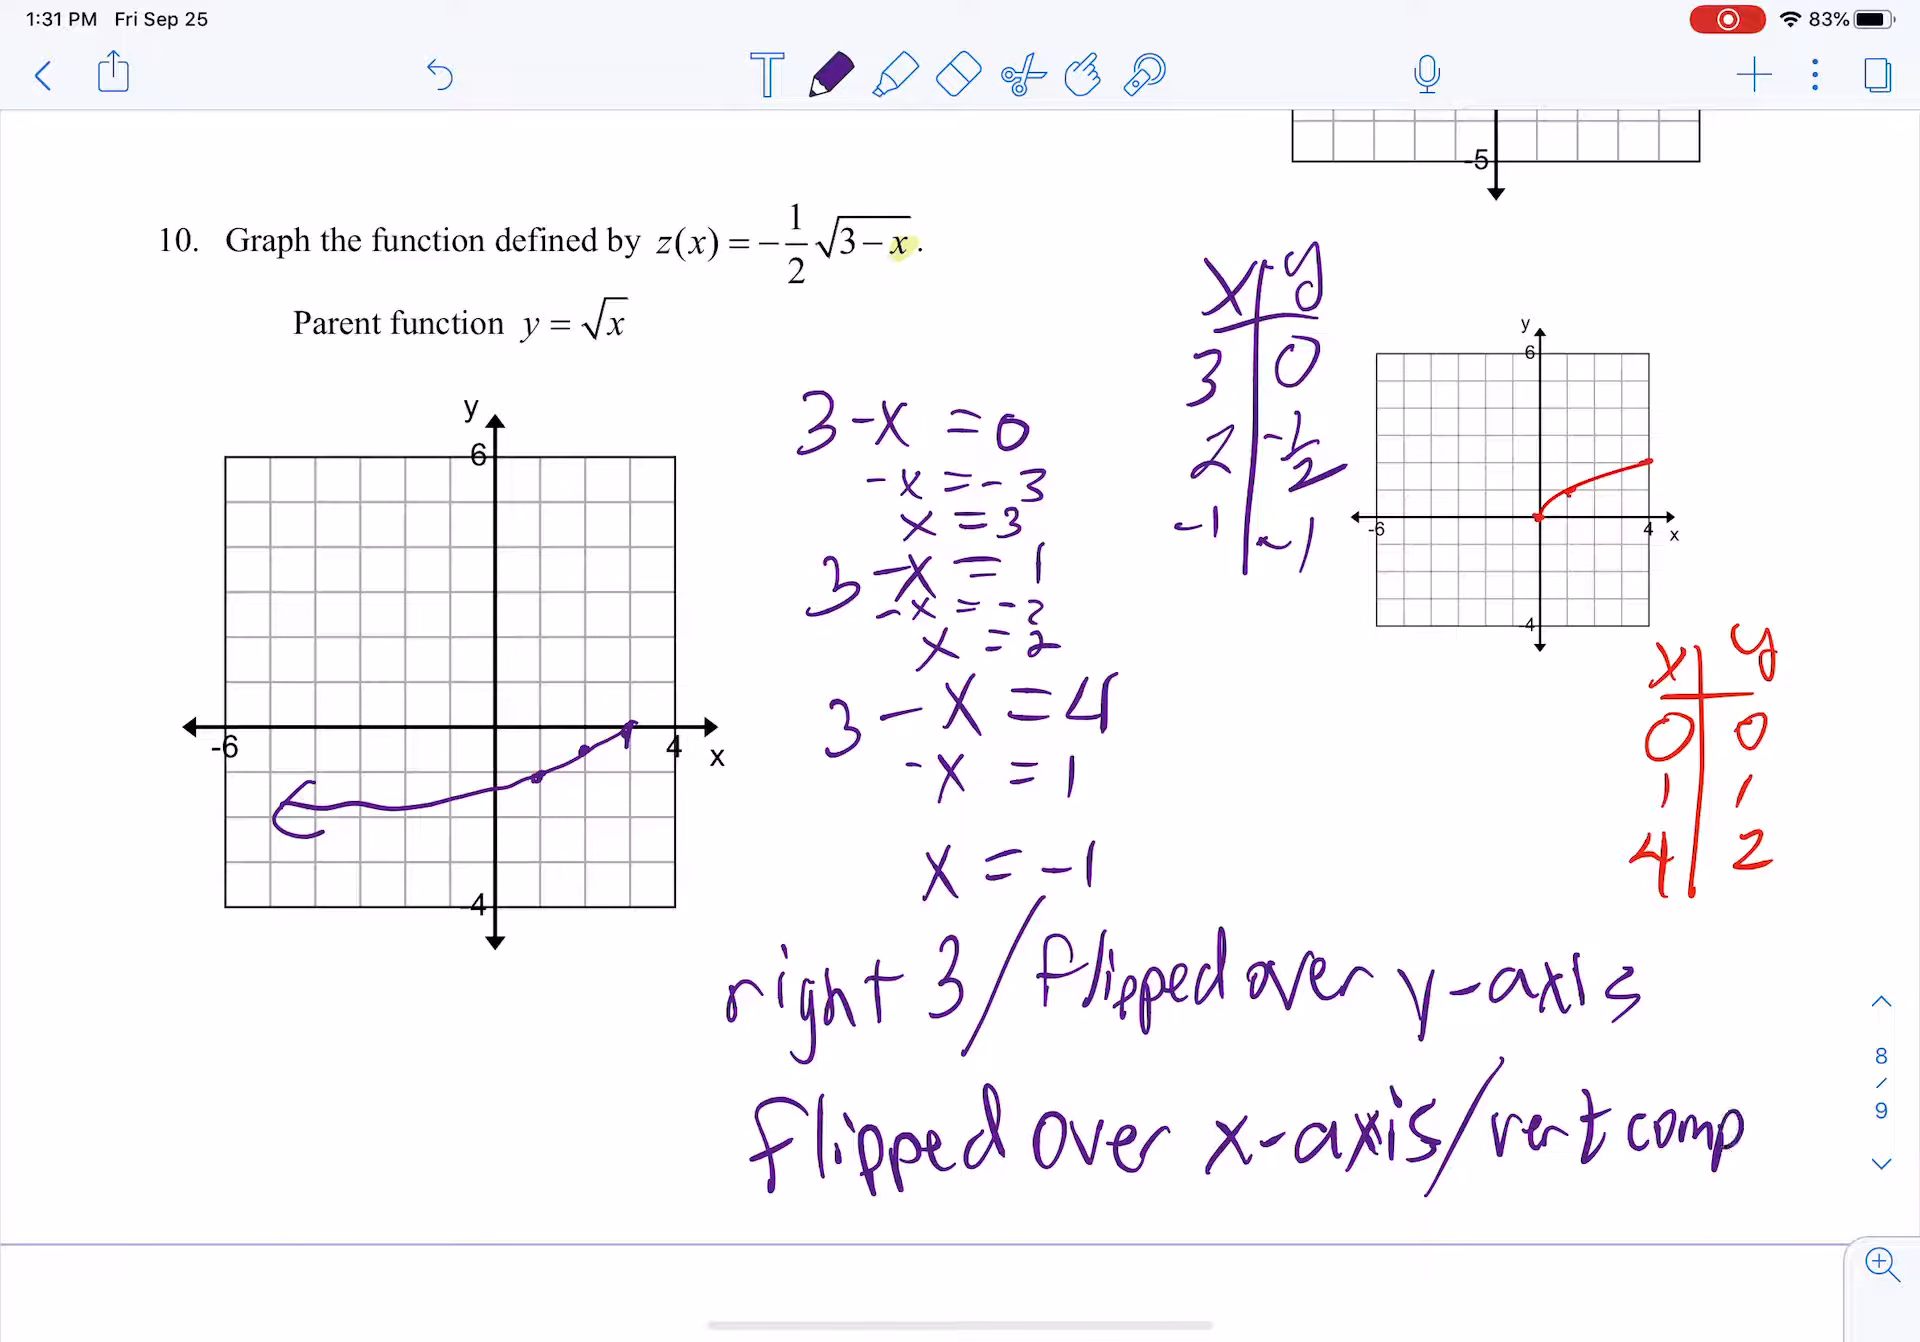 1:31 PM Fri Sep 25
83%
-5
10. Graph the function defined by z(x) = -1/2 √(3 - x).
Parent function y = √x
y
6
-6
4
x
-4
3-x = 0
-x = -3
x = 3
3-x = 1
-x = -2
x = 2
3-x = 4
-x = 1
x = -1
x y
3 0
2 -1/2
-1 -1
y
6
-6
4
x
-4
x y
0 0
1 1
4 2
right 3 / flipped over y-axis
flipped over x-axis / vert comp
8
/
9